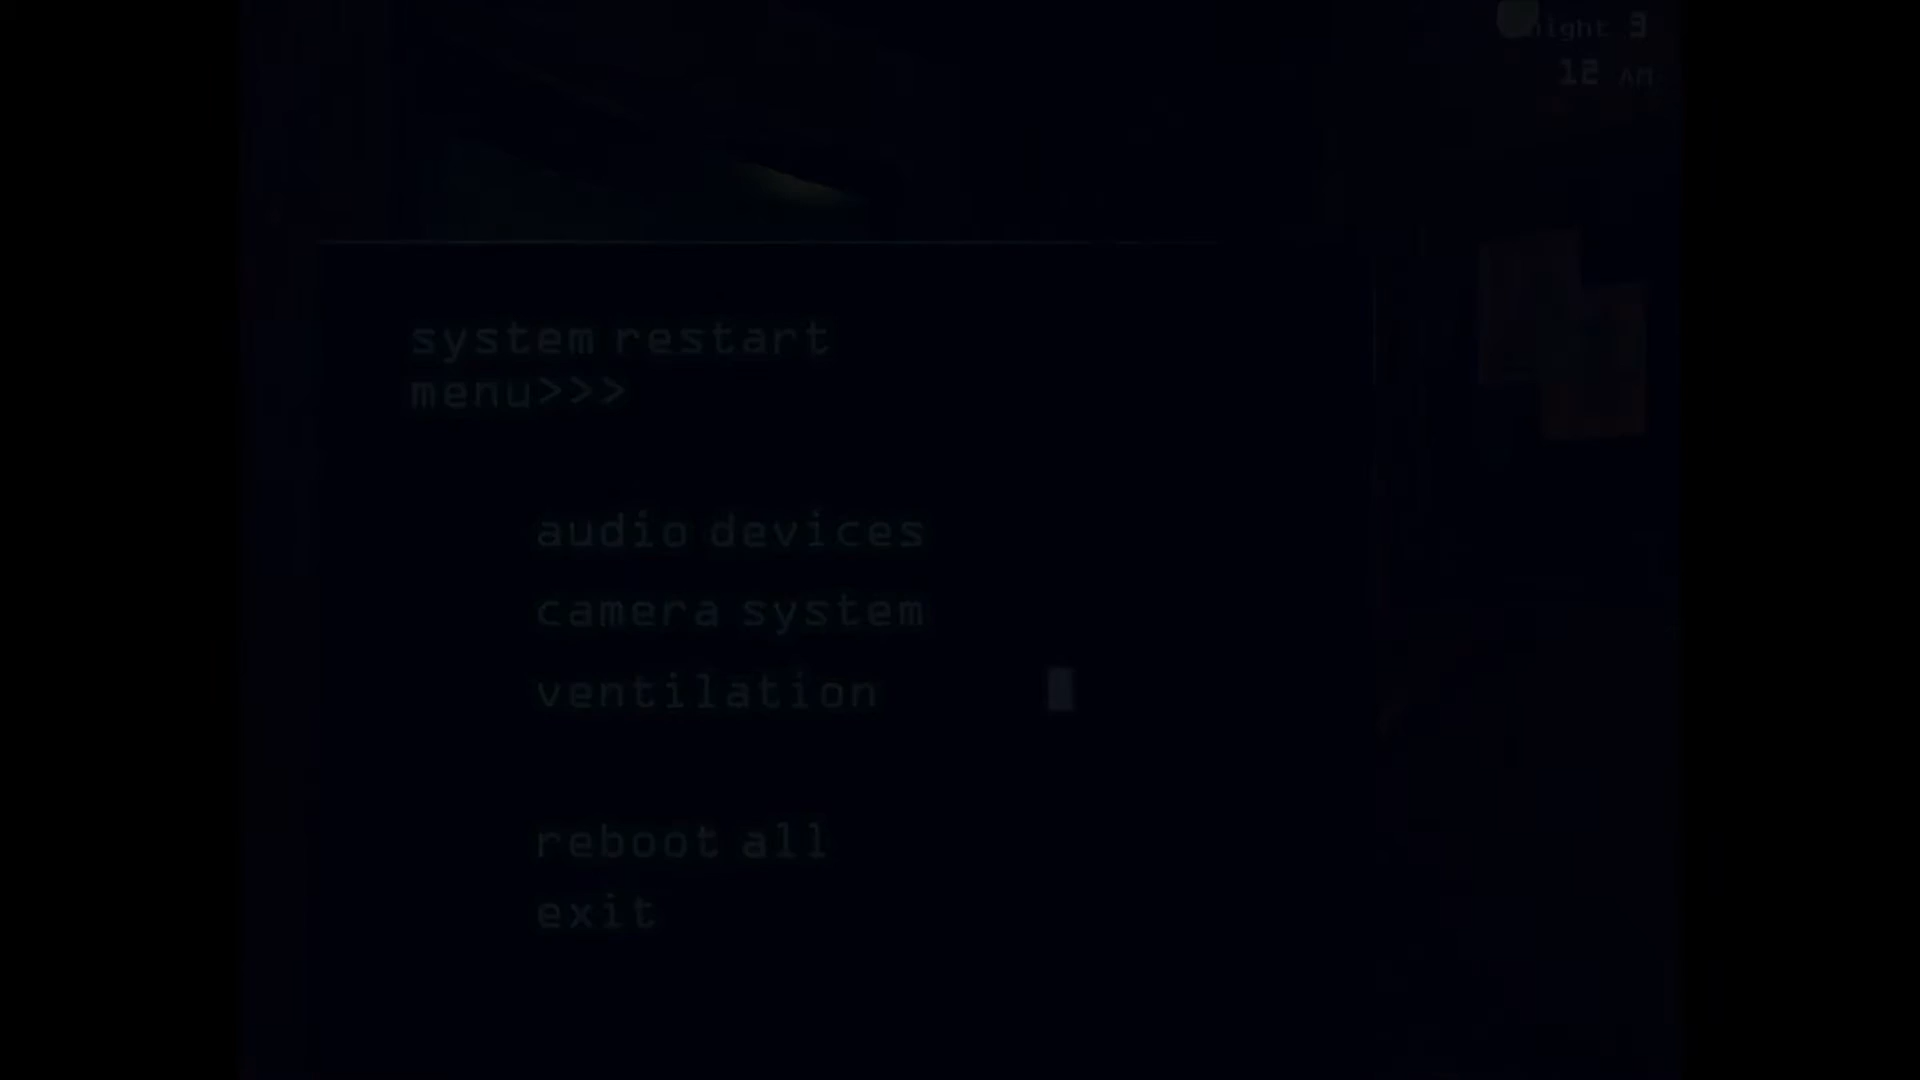 Night 3
12 AM
system restart
menu>>>
audio devices
camera system
ventilation
reboot all
exit